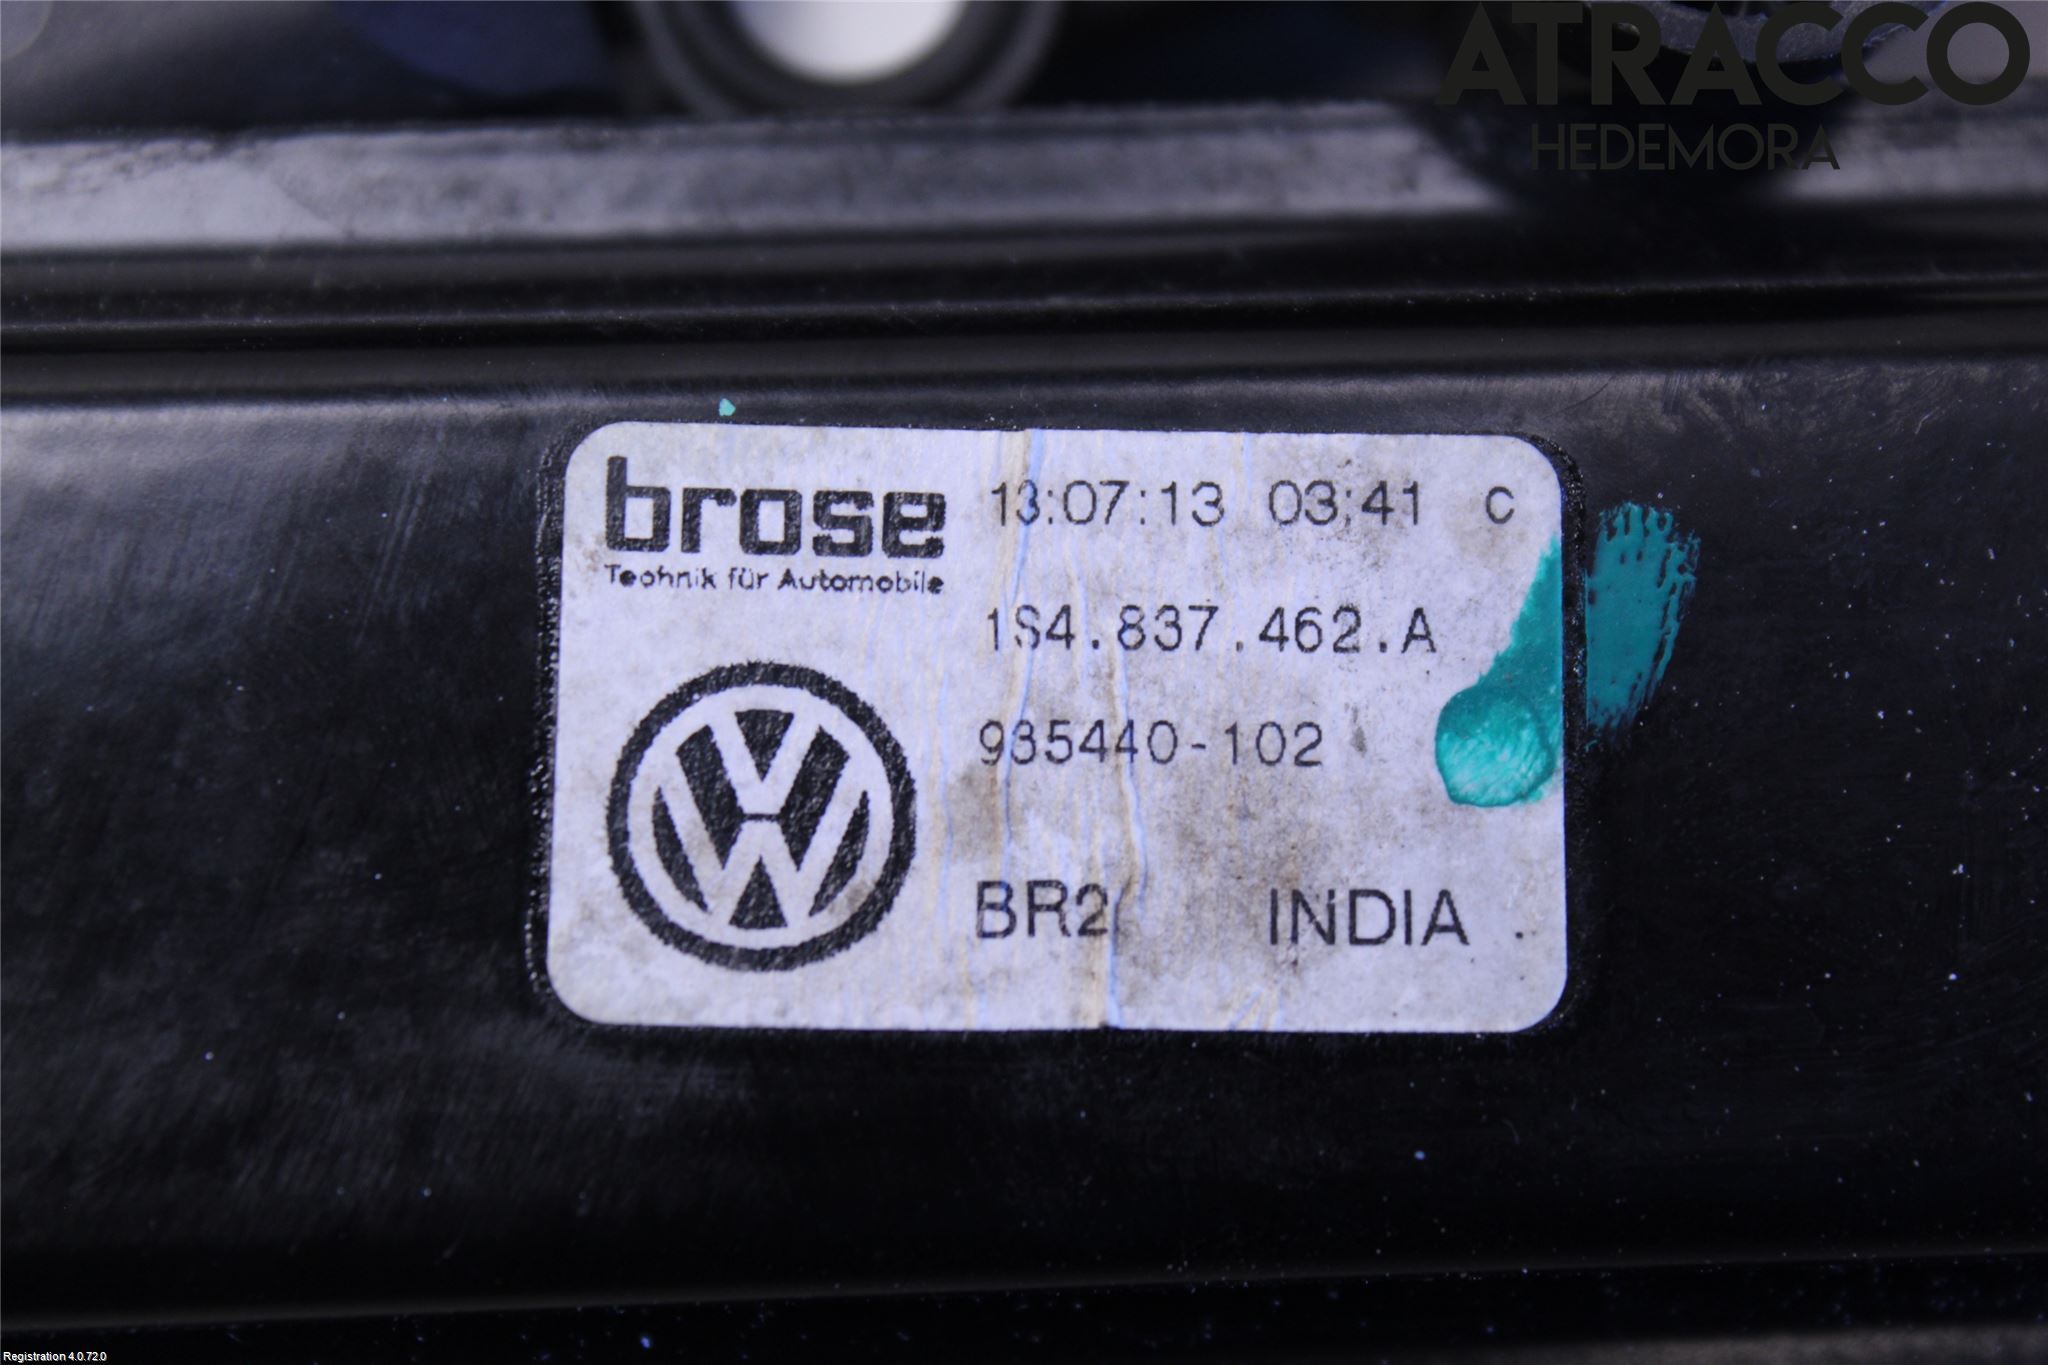 ATRACCO
HEDEMORA
brose
Technik für Automobile
13:07:13 03:41 C
1S4.837.462.A
935440-102
BR2 INDIA .
Registration 4.0.72.0